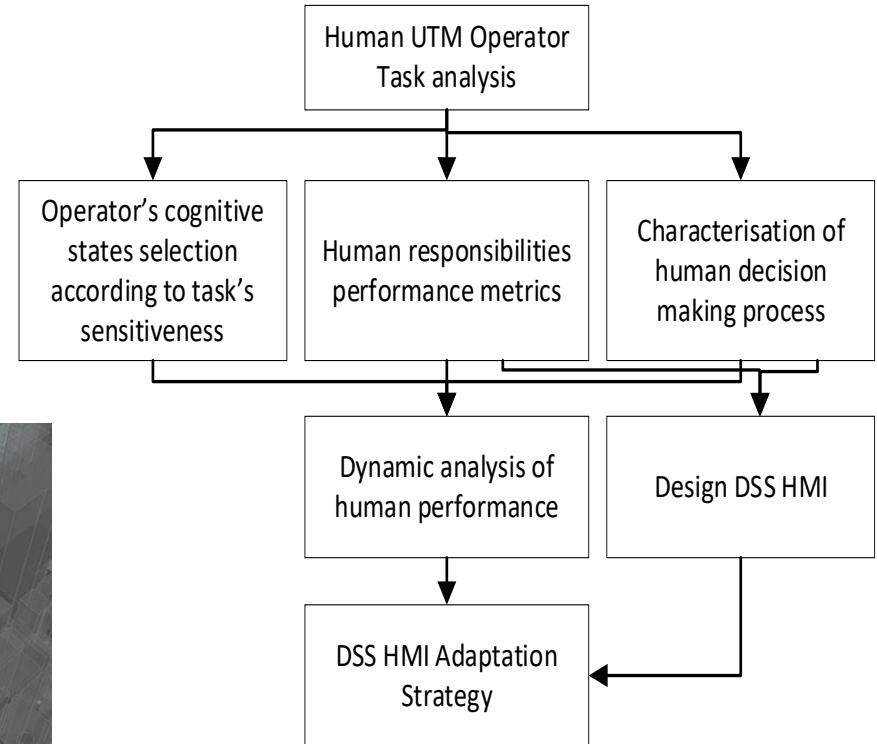 Human UTM Operator
Task analysis
Operator's cognitive
states selection
according to task's
sensitiveness
Human responsibilities
performance metrics
Characterisation of
human decision
making process
Dynamic analysis of
human performance
Design DSS HMI
DSS HMI Adaptation
Strategy